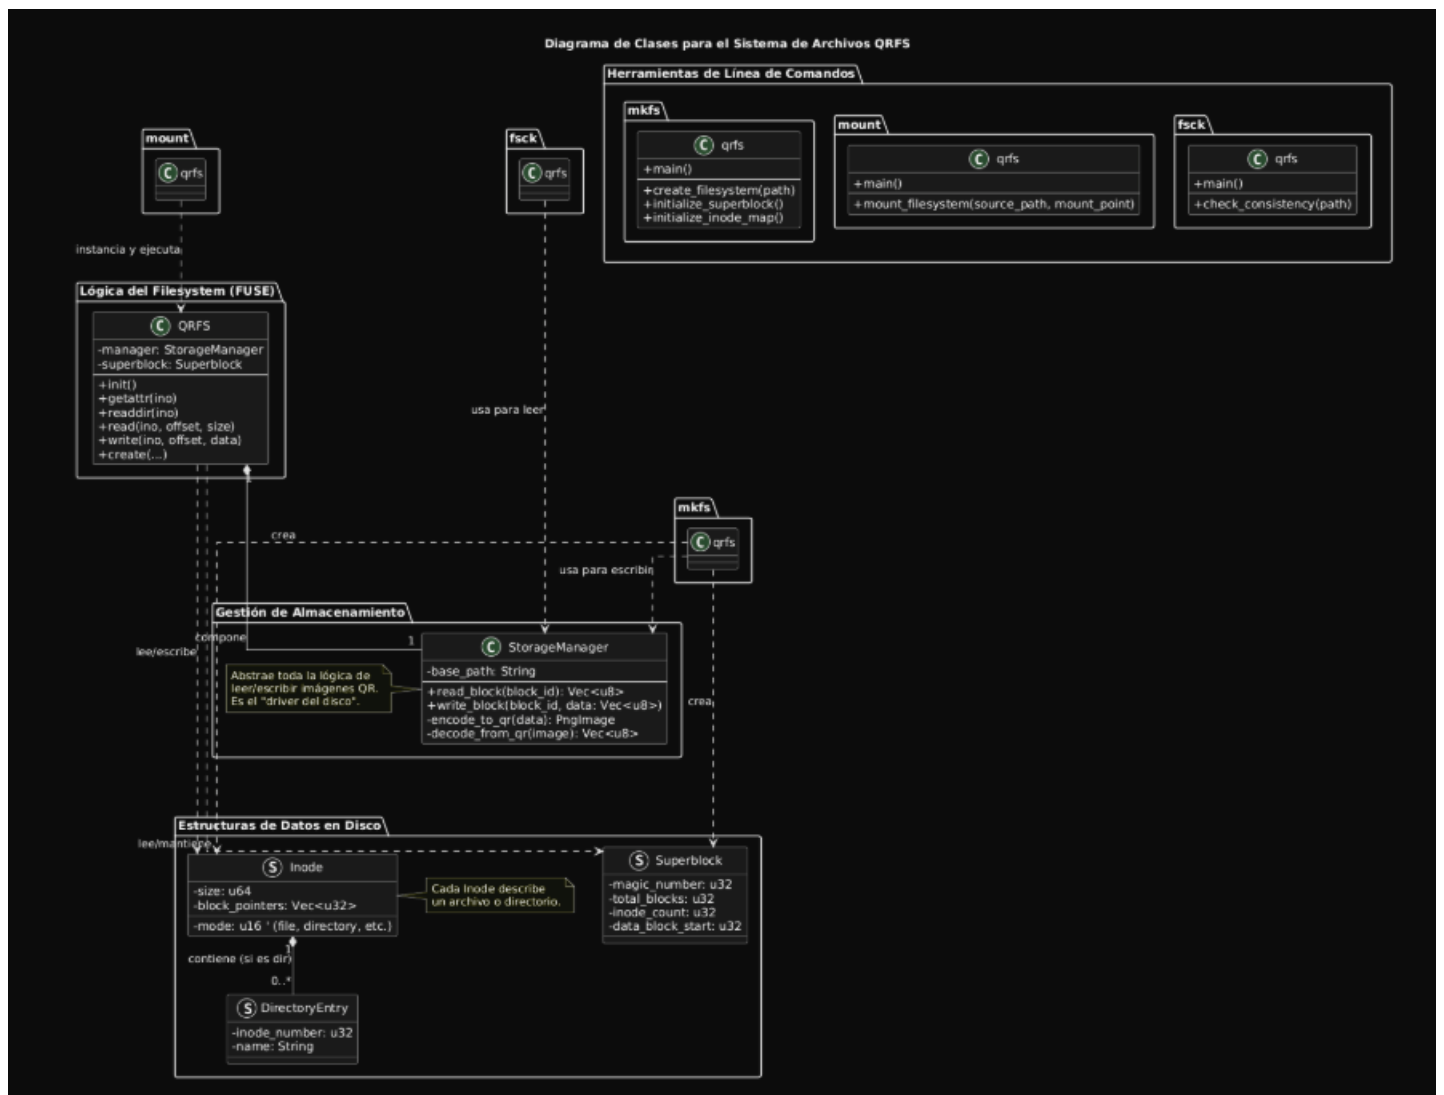 Diagrama de Clases para el Sistema de Archivos QRFS
Herramientas de Línea de Comandos
mkfs
C qrfs
+main()
+create_filesystem(path)
+initialize_superblock()
+initialize_inode_map()
mount
C qrfs
+main()
+mount_filesystem(source_path, mount_point)
fsck
C qrfs
+main()
+check_consistency(path)
mount
C qrfs
fsck
C qrfs
instancia y ejecuta
Lógica del Filesystem (FUSE)
C QRFS
-manager: StorageManager
-superblock: Superblock
+init()
+getattr(ino)
+readdir(ino)
+read(ino, offset, size)
+write(ino, offset, data)
+create(...)
1
usa para leer
mkfs
C qrfs
crea
usa para escribir
Gestión de Almacenamiento
compone
1
lee/escribe
Abstrae toda la lógica de
leer/escribir imágenes QR.
Es el "driver del disco".
C StorageManager
-base_path: String
+read_block(block_id): Vec<u8>
+write_block(block_id, data: Vec<u8>)
-encode_to_qr(data): PngImage
-decode_from_qr(image): Vec<u8>
crea
Estructuras de Datos en Disco
lee/mantiene
S Inode
-size: u64
-block_pointers: Vec<u32>
-mode: u16 ' (file, directory, etc.)
Cada Inode describe
un archivo o directorio.
S Superblock
-magic_number: u32
-total_blocks: u32
-inode_count: u32
-data_block_start: u32
1
contiene (si es dir)
0..*
S DirectoryEntry
-inode_number: u32
-name: String